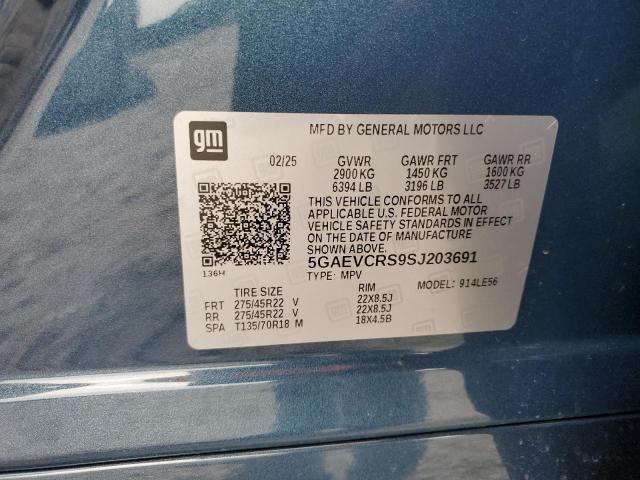 gm
MFD BY GENERAL MOTORS LLC
02/25 GVWR GAWR FRT GAWR RR
2900 KG 1450 KG 1600 KG
6394 LB 3196 LB 3527 LB
THIS VEHICLE CONFORMS TO ALL
APPLICABLE U.S. FEDERAL MOTOR
VEHICLE SAFETY STANDARDS IN EFFECT
ON THE DATE OF MANUFACTURE
SHOWN ABOVE.
5GAEVCRS9SJ203691
136H
TYPE: MPV MODEL: 914LE56
TIRE SIZE RIM
FRT 275/45R22 V 22X8.5J
RR 275/45R22 V 22X8.5J
SPA T135/70R18 M 18X4.5B